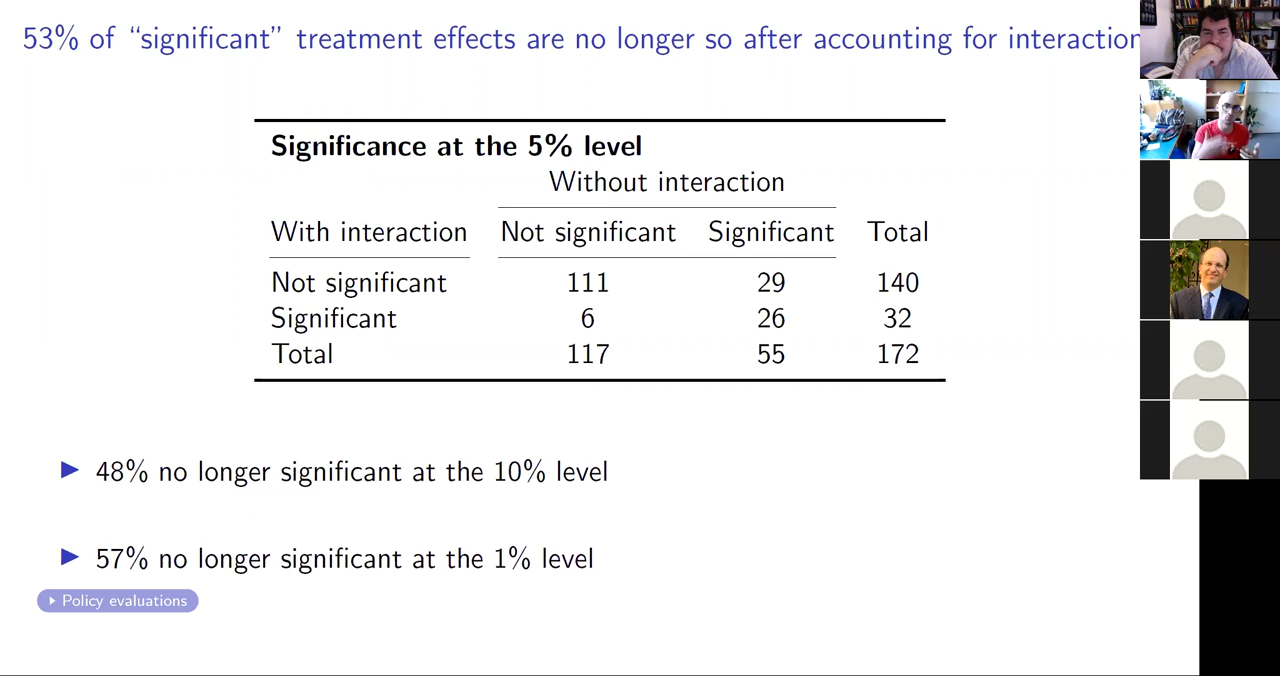 53% of “significant” treatment effects are no longer so after accounting for interaction
Significance at the 5% level
Without interaction
With interaction Not significant Significant Total
Not significant 111 29 140
Significant 6 26 32
Total 117 55 172
48% no longer significant at the 10% level
57% no longer significant at the 1% level
Policy evaluations